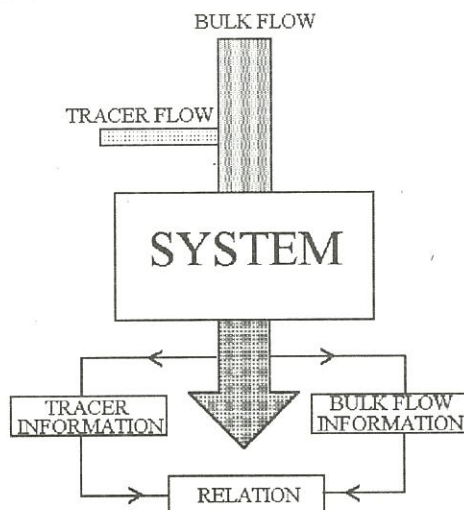 BULK FLOW
TRACER FLOW
SYSTEM
TRACER
INFORMATION
BULK FLOW
INFORMATION
RELATION